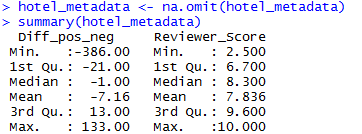 > hotel_metadata <- na.omit(hotel_metadata)
> summary(hotel_metadata)
Diff_pos_neg Reviewer_Score
Min. :-386.00 Min. : 2.500
1st Qu.: -21.00 1st Qu.: 6.700
Median : -1.00 Median : 8.300
Mean : -7.16 Mean : 7.836
3rd Qu.: 13.00 3rd Qu.: 9.600
Max. : 133.00 Max. :10.000